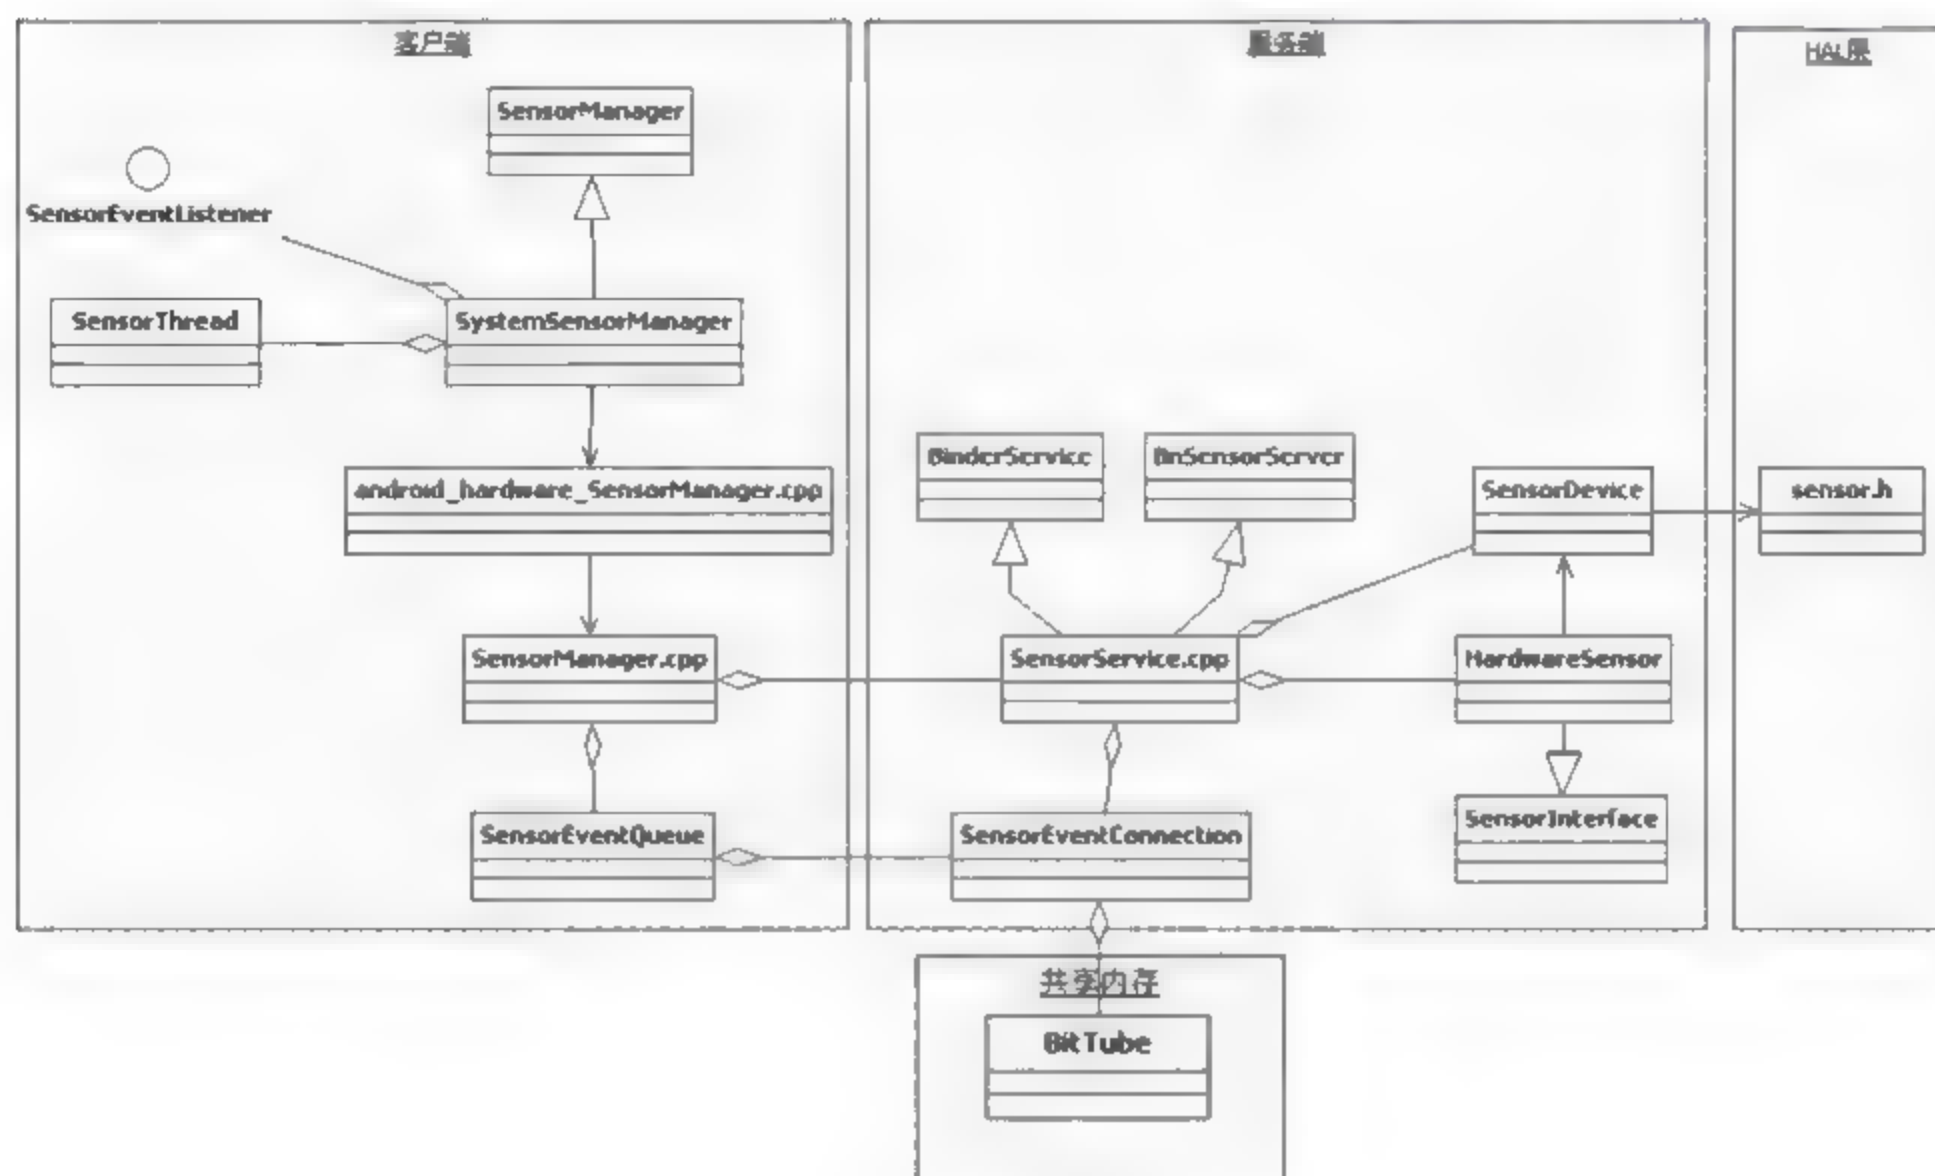 客户端
服务端
HAL层
SensorManager
SensorEventListener
SensorThread
SystemSensorManager
BinderService
BnSensorServer
android_hardware_SensorManager.cpp
SensorDevice
sensor.h
SensorManager.cpp
SensorService.cpp
HardwareSensor
SensorInterface
SensorEventQueue
SensorEventConnection
共享内存
BitTube